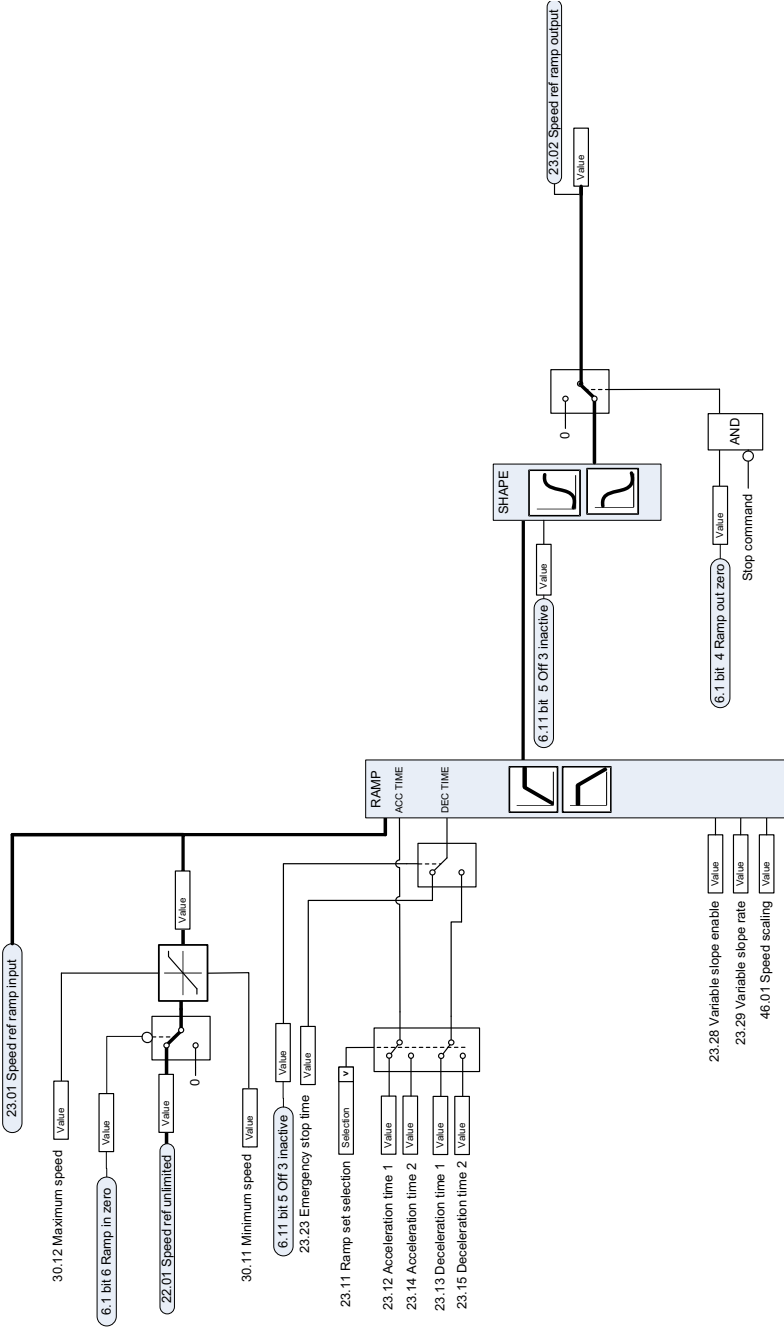 23.01 Speed ref ramp input
30.12 Maximum speed
Value
6.1 bit 6 Ramp in zero
Value
22.01 Speed ref unlimited
Value
0
Value
30.11 Minimum speed
Value
6.11 bit 5 Off 3 inactive
Value
23.23 Emergency stop time
Value
23.11 Ramp set selection
Selection
v
23.12 Acceleration time 1
Value
23.14 Acceleration time 2
Value
23.13 Deceleration time 1
Value
23.15 Deceleration time 2
Value
RAMP
ACC TIME
DEC TIME
23.28 Variable slope enable
Value
23.29 Variable slope rate
Value
46.01 Speed scaling
Value
SHAPE
6.11 bit 5 Off 3 inactive
Value
0
6.1 bit 4 Ramp out zero
Value
Stop command
AND
23.02 Speed ref ramp output
Value